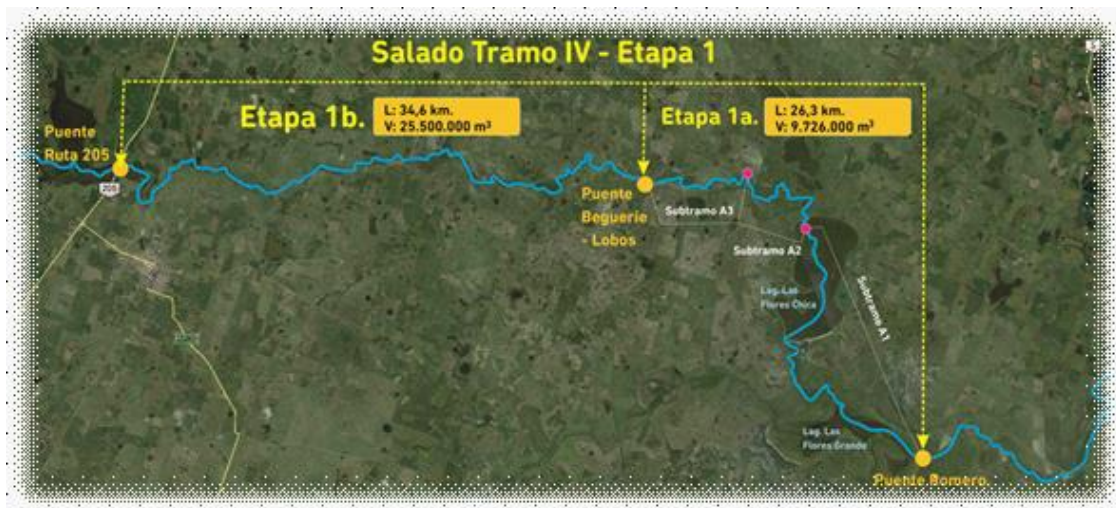 Salado Tramo IV - Etapa 1
Etapa 1b.
L: 34,6 km.
V: 25.500.000 m³
Etapa 1a.
L: 26,3 km.
V: 9.726.000 m³
Puente
Ruta 205
205
Puente
Beguerie
- Lobos
Subtramo A3
Subtramo A2
Subtramo A1
Lag. Las
Flores Chica
Lag. Las
Flores Grande
Puente Romero